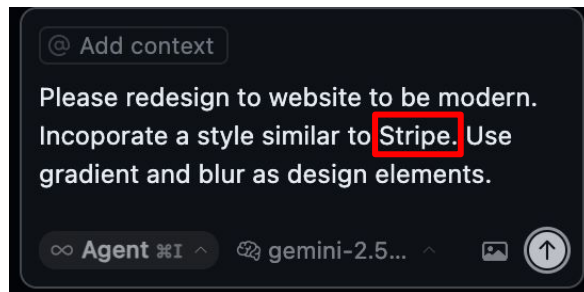 @ Add context
Please redesign to website to be modern.
Incoporate a style similar to Stripe. Use
gradient and blur as design elements.
∞ Agent ⌘I ^ gemini-2.5... ^